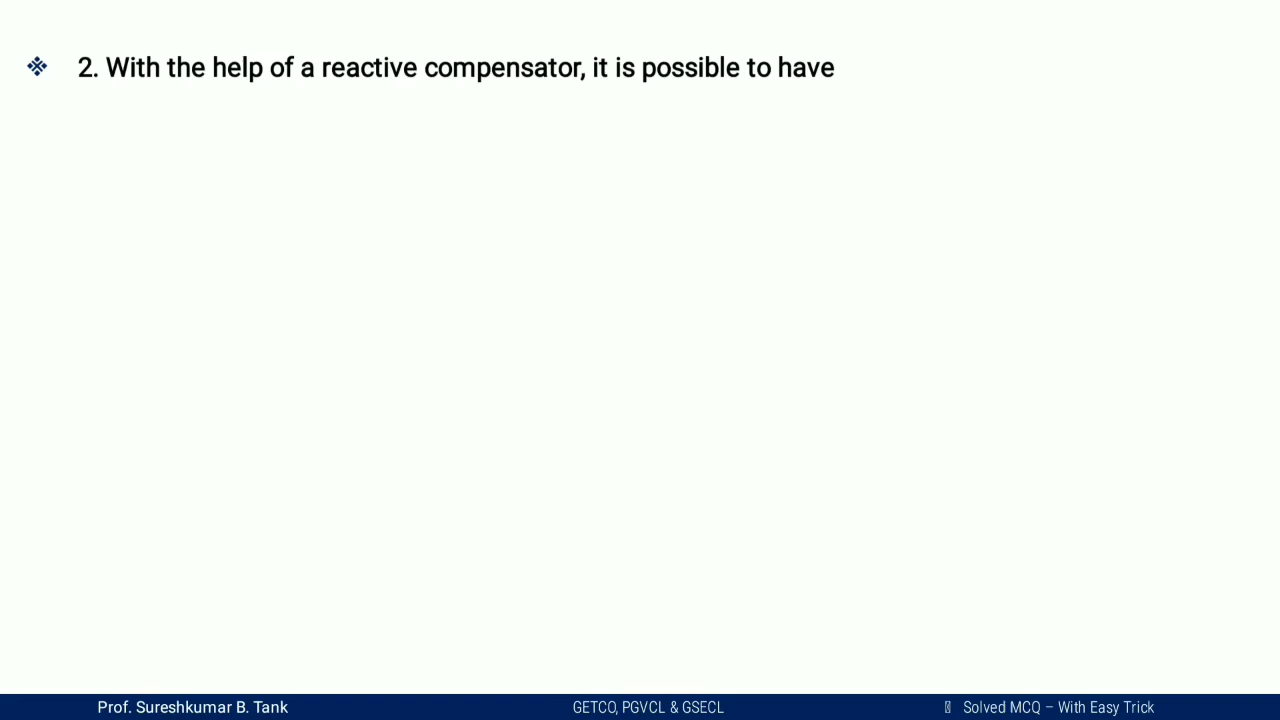 ❖ 2. With the help of a reactive compensator, it is possible to have
Prof. Sureshkumar B. Tank GETCO, PGVCL & GSECL Solved MCQ – With Easy Trick